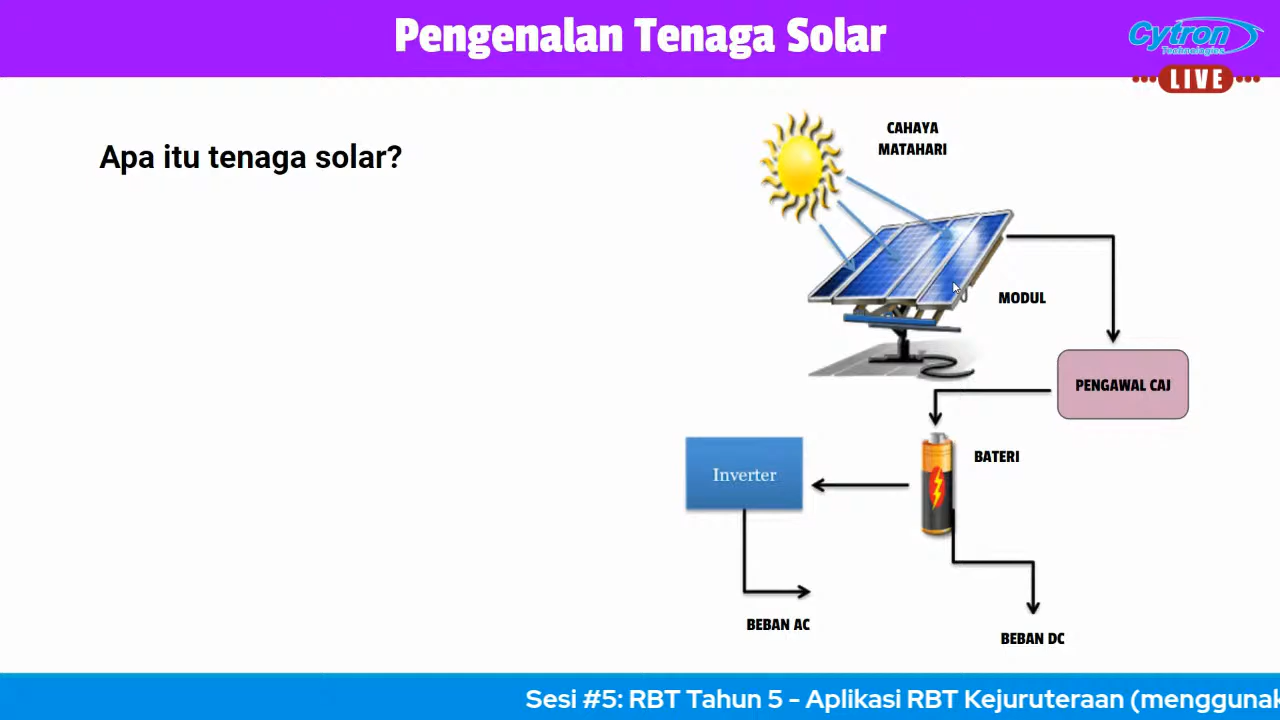 Pengenalan Tenaga Solar
Cytron
Technologies
LIVE
Apa itu tenaga solar?
CAHAYA
MATAHARI
MODUL
PENGAWAL CAJ
BATERI
Inverter
BEBAN AC
BEBAN DC
Sesi #5: RBT Tahun 5 - Aplikasi RBT Kejuruteraan (menggunak